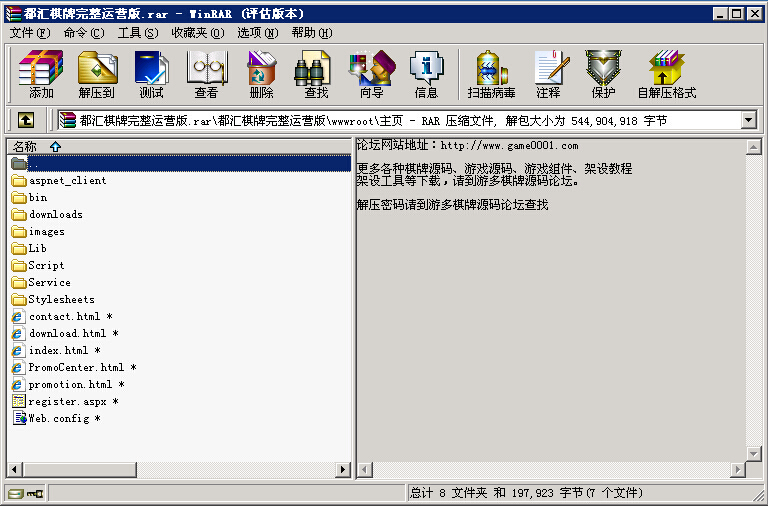 都汇棋牌完整运营版.rar - WinRAR (评估版本)
文件(F) 命令(C) 工具(S) 收藏夹(O) 选项(N) 帮助(H)
添加 解压到 测试 查看 删除 查找 向导 信息 扫描病毒 注释 保护 自解压格式
都汇棋牌完整运营版.rar\都汇棋牌完整运营版\wwwroot\主页 - RAR 压缩文件, 解包大小为 544,904,918 字节
名称
..
aspnet_client
bin
downloads
images
Lib
Script
Service
Stylesheets
contact.html *
download.html *
index.html *
PromoCenter.html *
promotion.html *
register.aspx *
Web.config *
论坛网站地址：http://www.game0001.com
更多各种棋牌源码、游戏源码、游戏组件、架设教程
架设工具等下载，请到游多棋牌源码论坛。
解压密码请到游多棋牌源码论坛查找
总计 8 文件夹 和 197,923 字节(7 个文件)